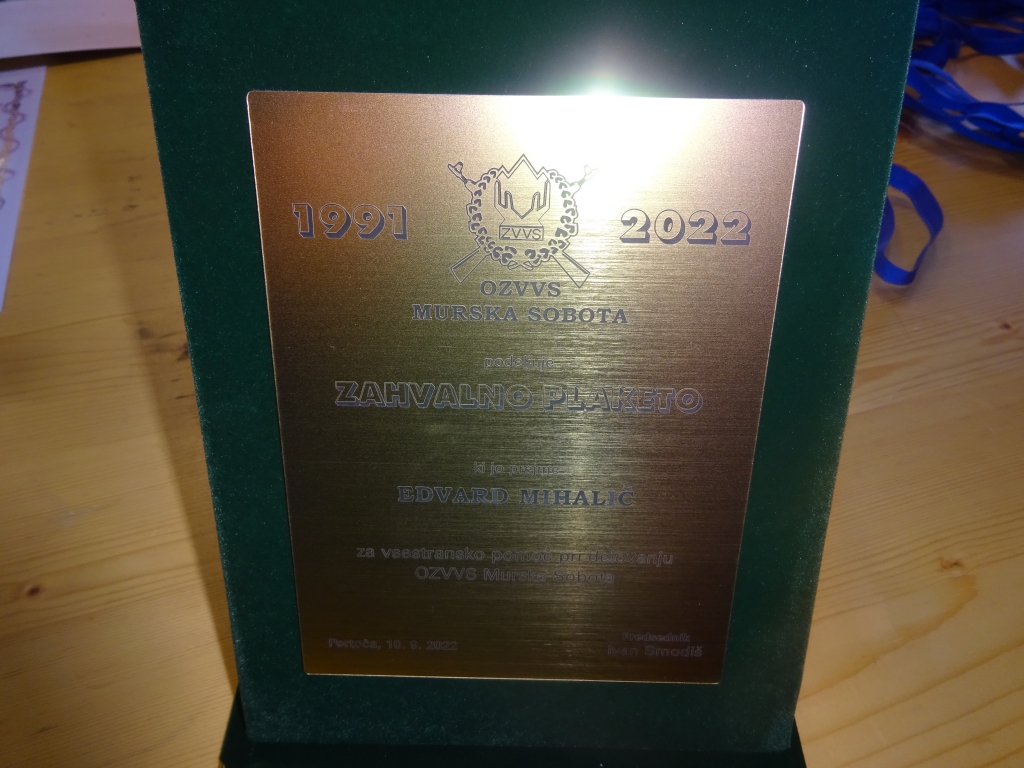 1991
2022
ZVVS
OZVVS
MURSKA SOBOTA
podeljuje
ZAHVALNO PLAKETO
ki jo prejme
EDVARD MIHALIČ
za vsestransko pomoč pri delovanju
OZVVS Murska Sobota
Pertoča, 10. 9. 2022
Predsednik
Ivan Smodiš